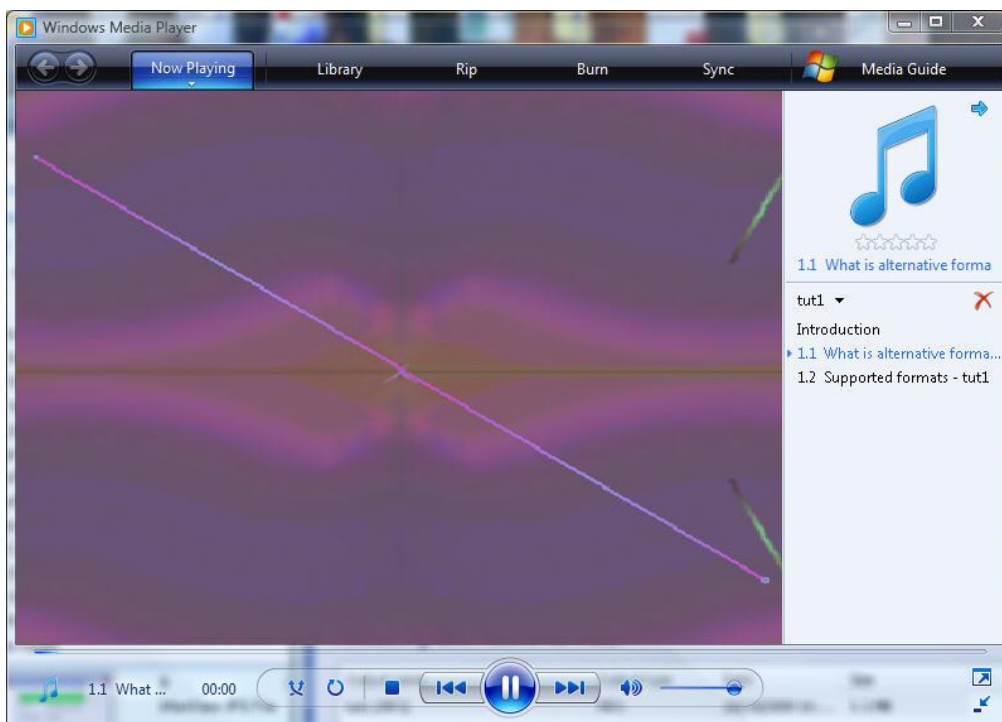 Windows Media Player
Now Playing Library Rip Burn Sync Media Guide
1.1 What is alternative forma
tut1
Introduction
1.1 What is alternative forma...
1.2 Supported formats - tut1
1.1 What ... 00:00